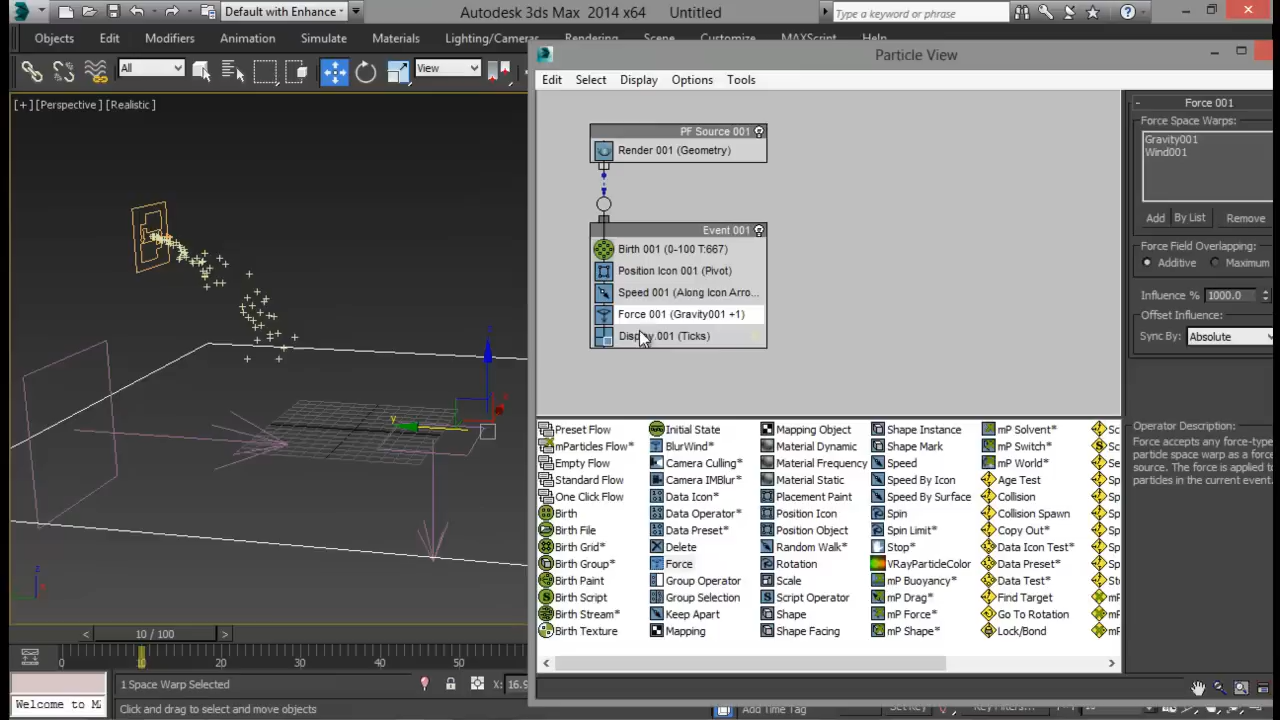 Default with Enhance
Autodesk 3ds Max 2014 x64
Untitled
Type a keyword or phrase
Objects
Edit
Modifiers
Animation
Simulate
Materials
Lighting/Cameras
Rendering
Scene
Customize
MAXScript
Help
All
View
[+] [Perspective] [Realistic]
Particle View
Edit
Select
Display
Options
Tools
PF Source 001
Render 001 (Geometry)
Event 001
Birth 001 (0-100 T:667)
Position Icon 001 (Pivot)
Speed 001 (Along Icon Arro...
Force 001 (Gravity001 +1)
Display 001 (Ticks)
- Force 001
Force Space Warps:
Gravity001
Wind001
Add
By List
Remove
Force Field Overlapping:
Additive
Maximum
Influence %
1000.0
Offset Influence:
Sync By:
Absolute
Operator Description:
Force accepts any force-type
particle space warp as a force
source. The force is applied to
particles in the current event.
Preset Flow
mParticles Flow*
Empty Flow
Standard Flow
One Click Flow
Birth
Birth File
Birth Grid*
Birth Group*
Birth Paint
Birth Script
Birth Stream*
Birth Texture
Initial State
BlurWind*
Camera Culling*
Camera IMBlur*
Data Icon*
Data Operator*
Data Preset*
Delete
Force
Group Operator
Group Selection
Keep Apart
Mapping
Mapping Object
Material Dynamic
Material Frequency
Material Static
Placement Paint
Position Icon
Position Object
Random Walk*
Rotation
Scale
Script Operator
Shape
Shape Facing
Shape Instance
Shape Mark
Speed
Speed By Icon
Speed By Surface
Spin
Spin Limit*
Stop*
VRayParticleColor
mP Buoyancy*
mP Drag*
mP Force*
mP Shape*
mP Solvent*
mP Switch*
mP World*
Age Test
Collision
Collision Spawn
Copy Out*
Data Icon Test*
Data Preset*
Data Test*
Find Target
Go To Rotation
Lock/Bond
Sc
Sc
y
x
z
< 10 / 100 >
0 10 20 30 40 50
1 Space Warp Selected
X: 16.9
Welcome to M
Click and drag to select and move objects
Add Time Tag